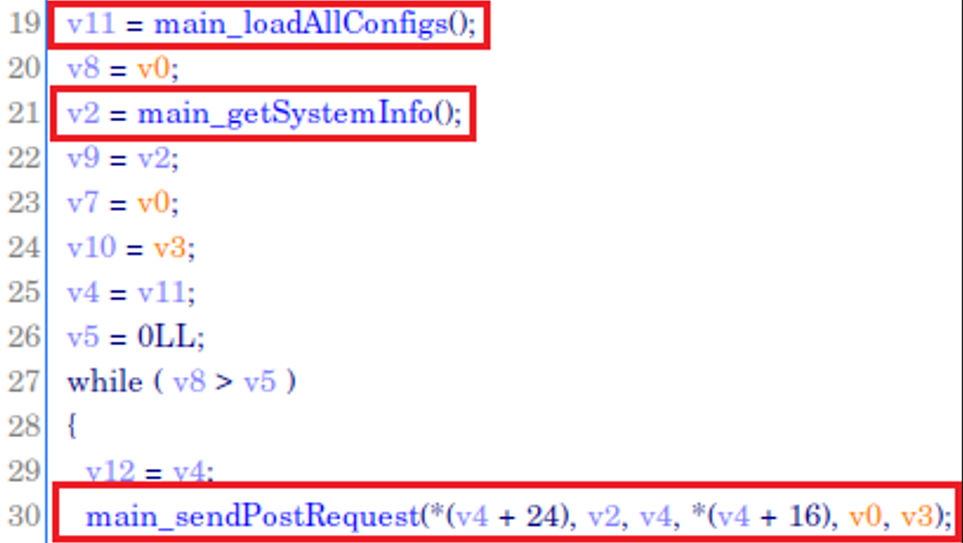 19 v11 = main_loadAllConfigs();
20 v8 = v0;
21 v2 = main_getSystemInfo();
22 v9 = v2;
23 v7 = v0;
24 v10 = v3;
25 v4 = v11;
26 v5 = 0LL;
27 while ( v8 > v5 )
28 {
29 v12 = v4;
30 main_sendPostRequest(*(v4 + 24), v2, v4, *(v4 + 16), v0, v3);